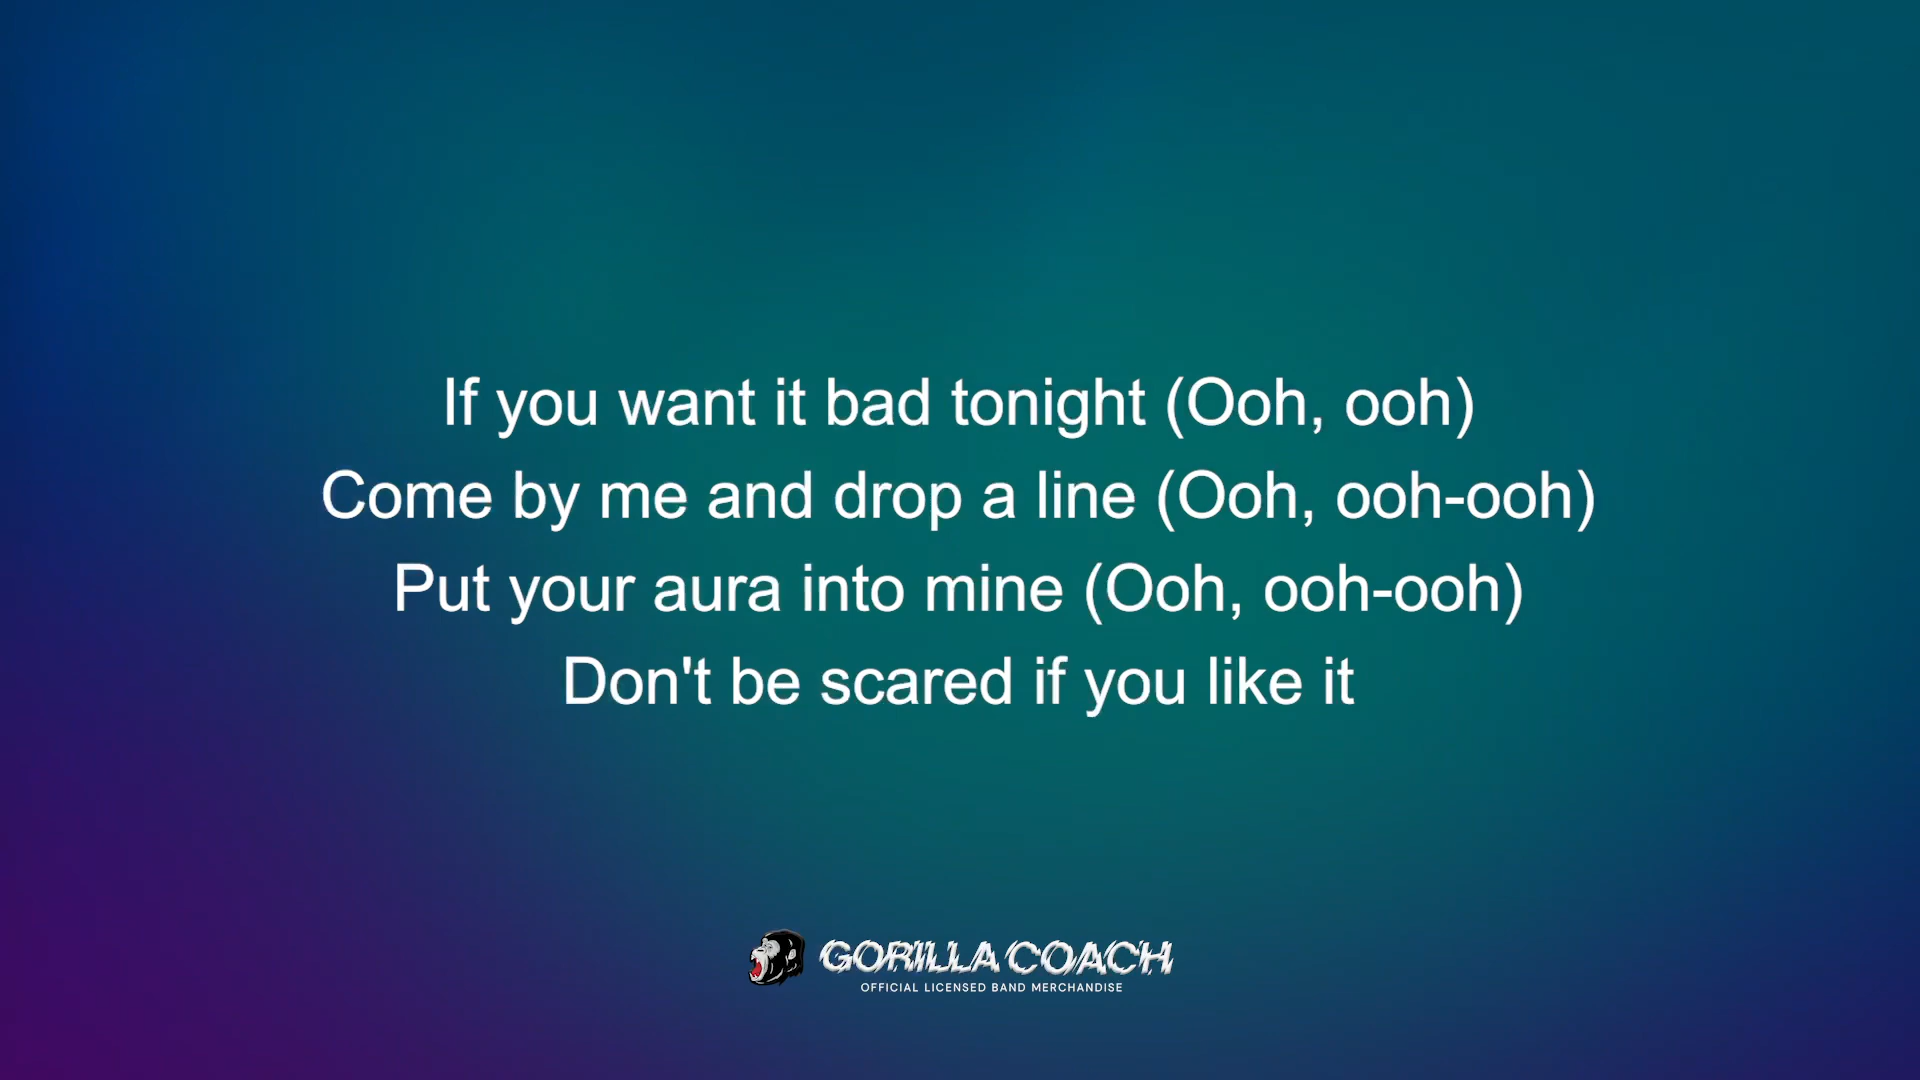 If you want it bad tonight (Ooh, ooh)
Come by me and drop a line (Ooh, ooh-ooh)
Put your aura into mine (Ooh, ooh-ooh)
Don't be scared if you like it
GORILLA COACH
OFFICIAL LICENSED BAND MERCHANDISE